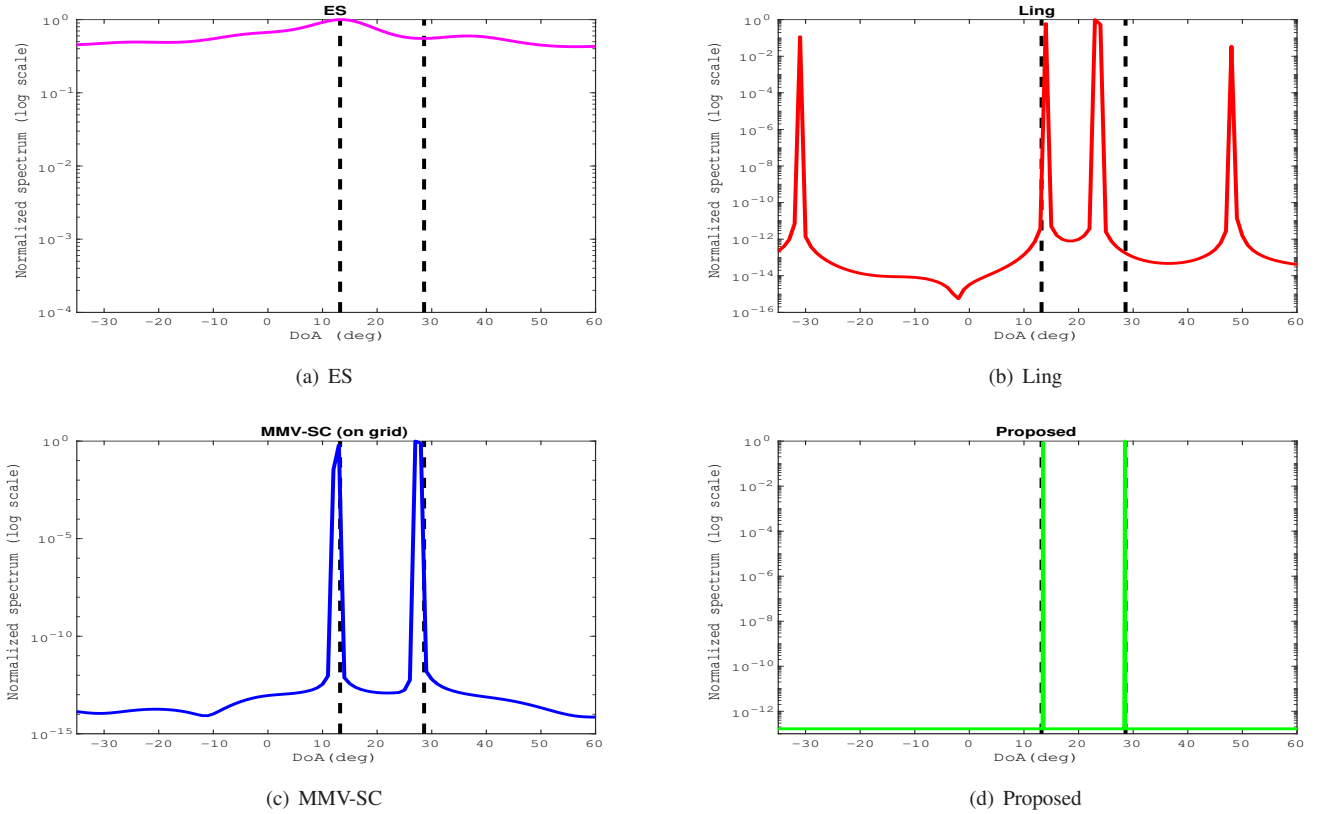 ES
Normalized spectrum (log scale)
10^0
10^-1
10^-2
10^-3
10^-4
-30 -20 -10 0 10 20 30 40 50 60
DoA (deg)
(a) ES
Ling
Normalized spectrum (log scale)
10^0
10^-2
10^-4
10^-6
10^-8
10^-10
10^-12
10^-14
10^-16
-30 -20 -10 0 10 20 30 40 50 60
DoA(deg)
(b) Ling
MMV-SC (on grid)
Normalized spectrum (log scale)
10^0
10^-5
10^-10
10^-15
-30 -20 -10 0 10 20 30 40 50 60
DoA(deg)
(c) MMV-SC
Proposed
Normalized spectrum (log scale)
10^0
10^-2
10^-4
10^-6
10^-8
10^-10
10^-12
-30 -20 -10 0 10 20 30 40 50 60
DoA(deg)
(d) Proposed